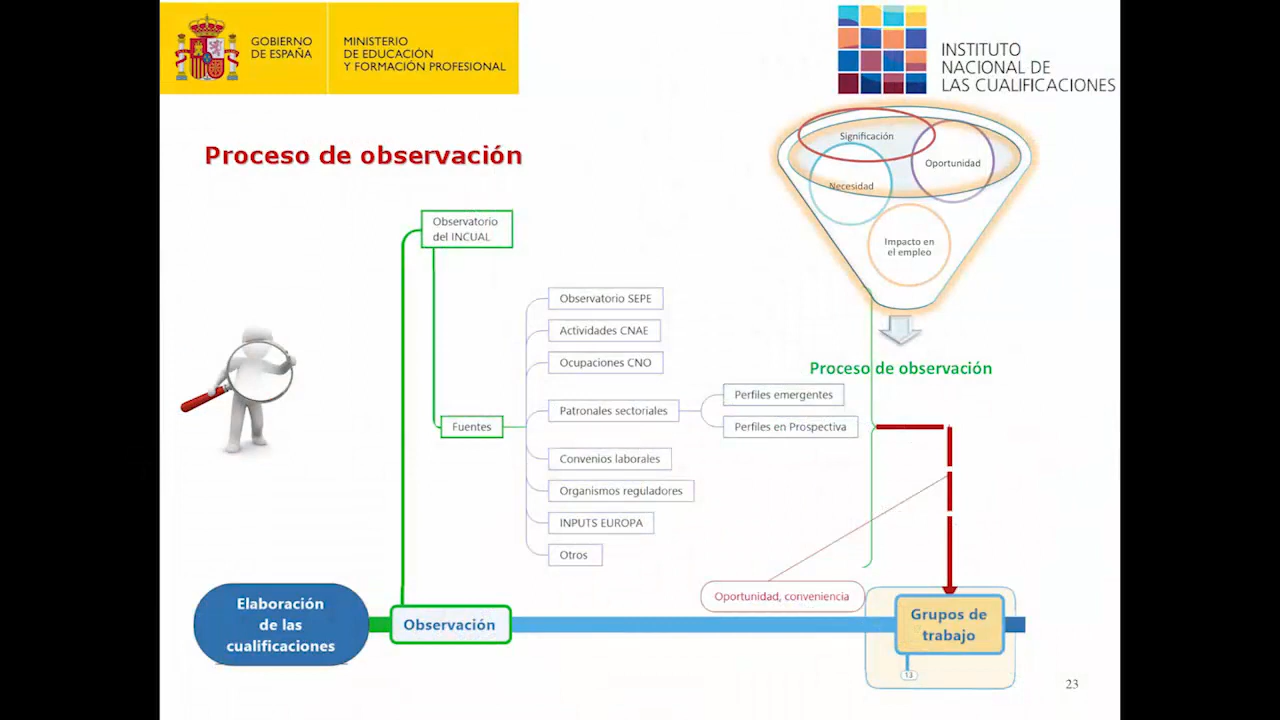 GOBIERNO
DE ESPAÑA
MINISTERIO
DE EDUCACIÓN
Y FORMACIÓN PROFESIONAL
INSTITUTO
NACIONAL DE
LAS CUALIFICACIONES
Proceso de observación
Significación
Oportunidad
Necesidad
Impacto en
el empleo
Proceso de observación
Observatorio
del INCUAL
Fuentes
Observatorio SEPE
Actividades CNAE
Ocupaciones CNO
Patronales sectoriales
Perfiles emergentes
Perfiles en Prospectiva
Convenios laborales
Organismos reguladores
INPUTS EUROPA
Otros
Oportunidad, conveniencia
Elaboración
de las
cualificaciones
Observación
Grupos de
trabajo
13
23